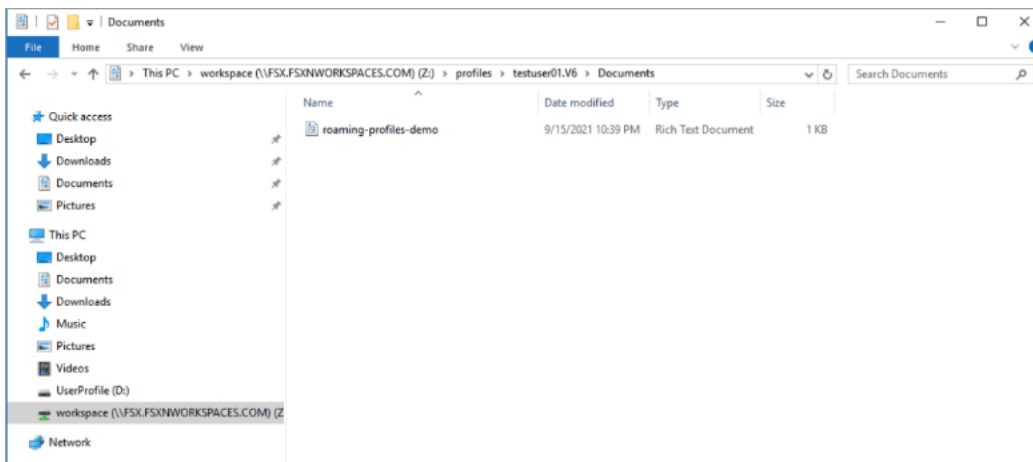 Documents
File Home Share View
This PC > workspace (\\FSX.FSXNWORKSPACES.COM) (Z:) > profiles > testuser01.V6 > Documents
Search Documents
Name Date modified Type Size
Quick access
roaming-profiles-demo 9/15/2021 10:39 PM Rich Text Document 1 KB
Desktop
Downloads
Documents
Pictures
This PC
Desktop
Documents
Downloads
Music
Pictures
Videos
UserProfile (D:)
workspace (\\FSX.FSXNWORKSPACES.COM) (Z
Network